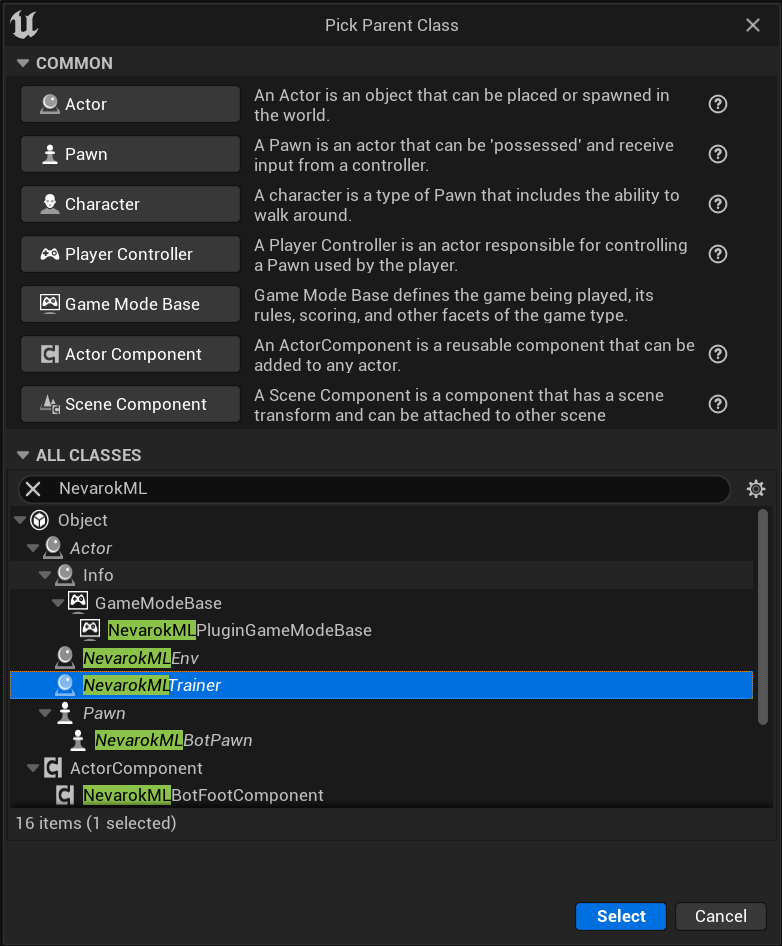 Pick Parent Class
COMMON
Actor
An Actor is an object that can be placed or spawned in
the world.
Pawn
A Pawn is an actor that can be 'possessed' and receive
input from a controller.
Character
A character is a type of Pawn that includes the ability to
walk around.
Player Controller
A Player Controller is an actor responsible for controlling
a Pawn used by the player.
Game Mode Base
Game Mode Base defines the game being played, its
rules, scoring, and other facets of the game type.
Actor Component
An ActorComponent is a reusable component that can be
added to any actor.
Scene Component
A Scene Component is a component that has a scene
transform and can be attached to other scene
ALL CLASSES
NevarokML
Object
Actor
Info
GameModeBase
NevarokMLPluginGameModeBase
NevarokMLEnv
NevarokMLTrainer
Pawn
NevarokMLBotPawn
ActorComponent
NevarokMLBotFootComponent
16 items (1 selected)
Select
Cancel